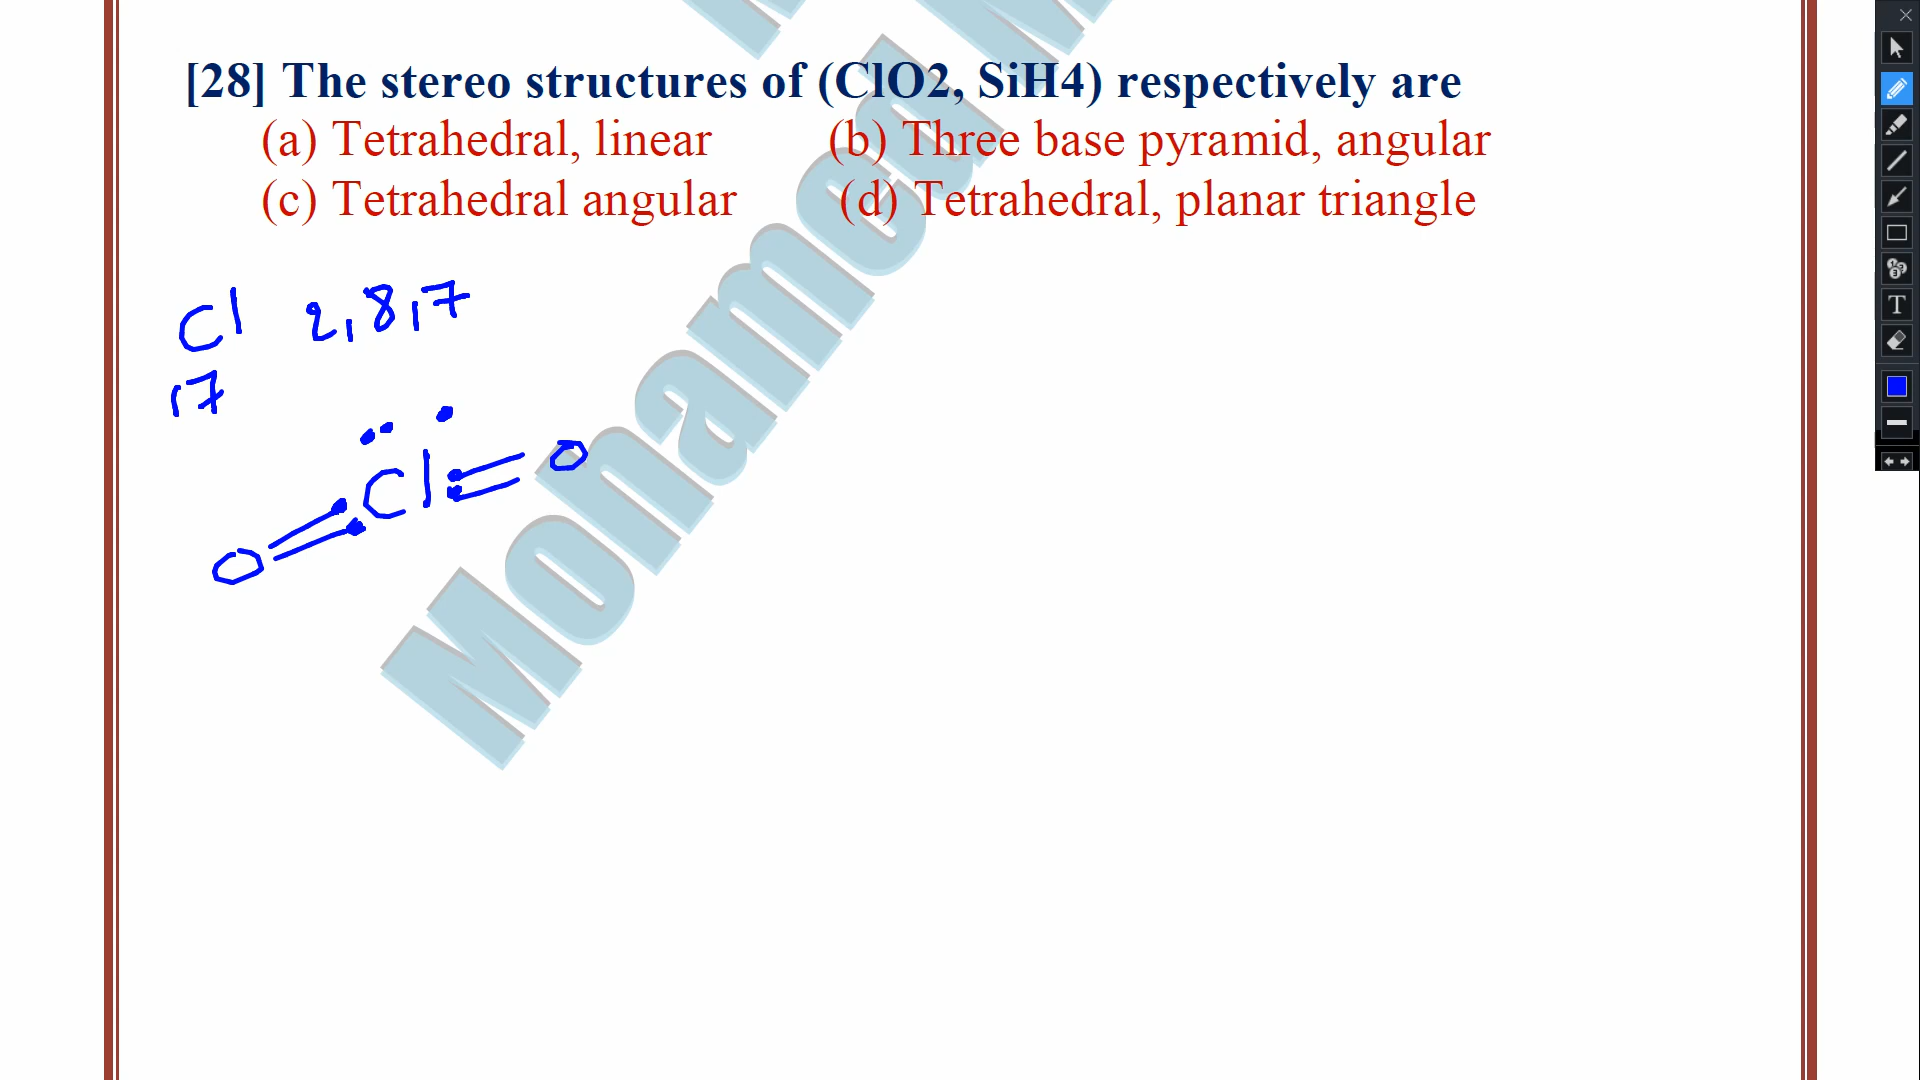 [28] The stereo structures of (ClO2, SiH4) respectively are
(a) Tetrahedral, linear (b) Three base pyramid, angular
(c) Tetrahedral angular (d) Tetrahedral, planar triangle
Cl 2,8,7
17
Cl O
O
Mohamed M
T